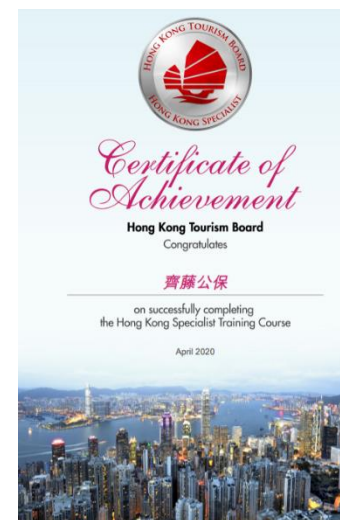 HONG KONG TOURISM BOARD
HONG KONG SPECIALIST
Certificate of
Achievement
Hong Kong Tourism Board
Congratulates
齊藤公保
on successfully completing
the Hong Kong Specialist Training Course
April 2020